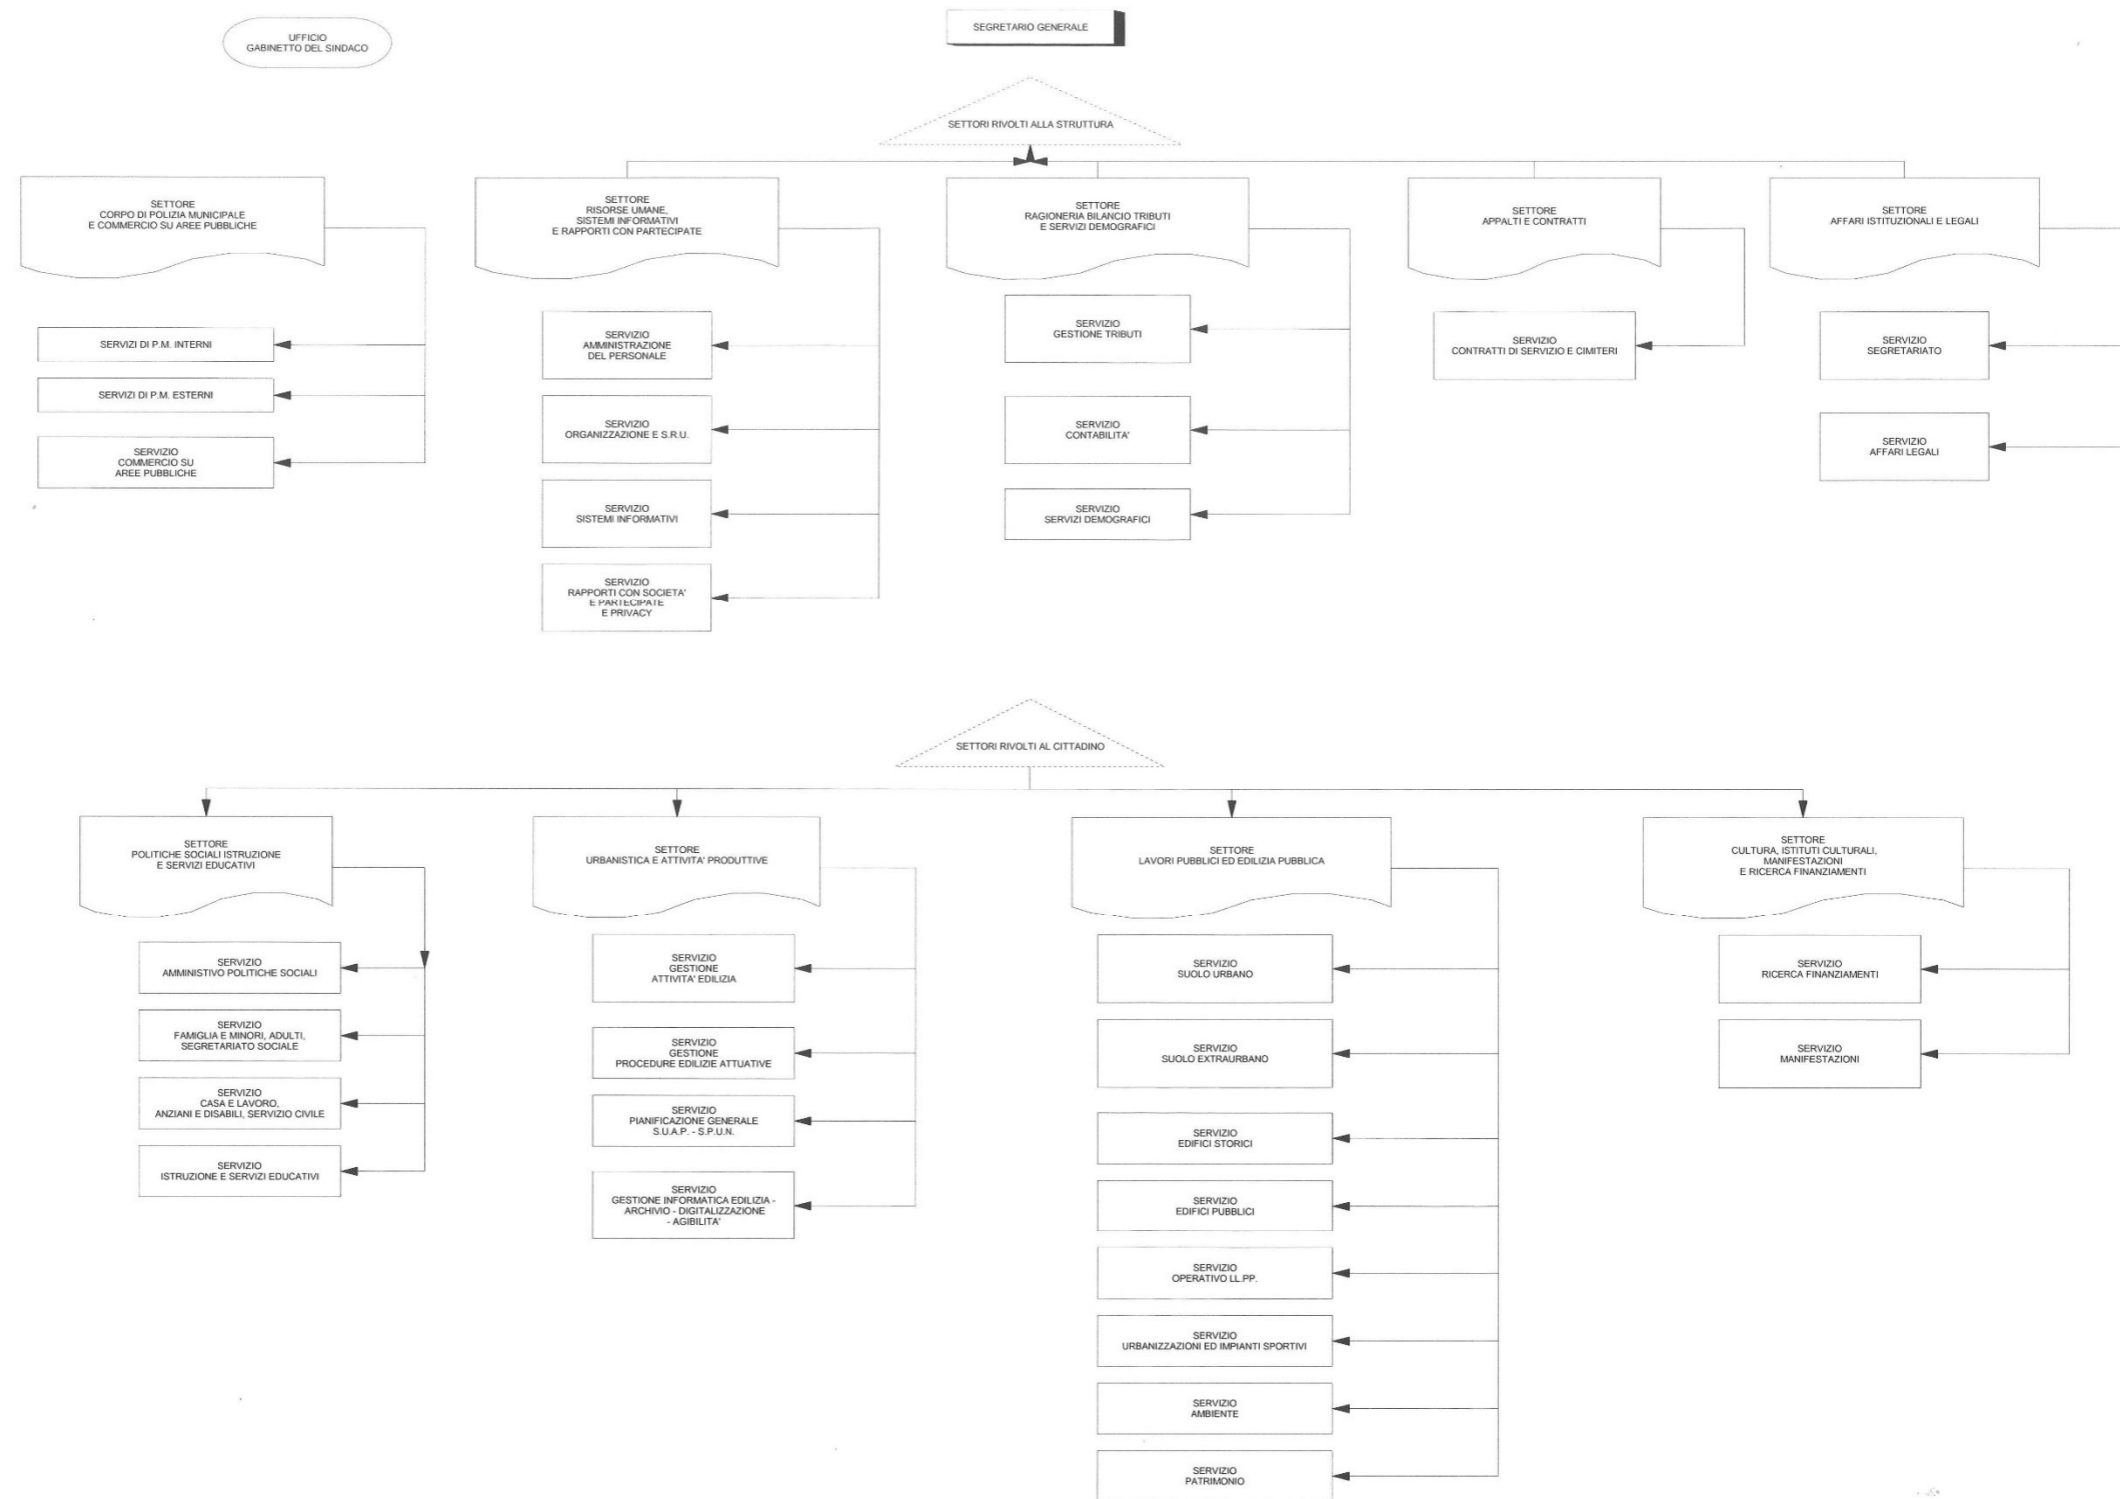 UFFICIO
GABINETTO DEL SINDACO
SEGRETARIO GENERALE
SETTORI RIVOLTI ALLA STRUTTURA
SETTORE
CORPO DI POLIZIA MUNICIPALE
E COMMERCIO SU AREE PUBBLICHE
SERVIZI DI P.M. INTERNI
SERVIZI DI P.M. ESTERNI
SERVIZIO
COMMERCIO SU
AREE PUBBLICHE
SETTORE
RISORSE UMANE,
SISTEMI INFORMATIVI
E RAPPORTI CON PARTECIPATE
SERVIZIO
AMMINISTRAZIONE
DEL PERSONALE
SERVIZIO
ORGANIZZAZIONE E S.R.U.
SERVIZIO
SISTEMI INFORMATIVI
SERVIZIO
RAPPORTI CON SOCIETA'
E PARTECIPATE
E PRIVACY
SETTORE
RAGIONERIA BILANCIO TRIBUTI
E SERVIZI DEMOGRAFICI
SERVIZIO
GESTIONE TRIBUTI
SERVIZIO
CONTABILITA'
SERVIZIO
SERVIZI DEMOGRAFICI
SETTORE
APPALTI E CONTRATTI
SERVIZIO
CONTRATTI DI SERVIZIO E CIMITERI
SETTORE
AFFARI ISTITUZIONALI E LEGALI
SERVIZIO
SEGRETARIATO
SERVIZIO
AFFARI LEGALI
SETTORI RIVOLTI AL CITTADINO
SETTORE
POLITICHE SOCIALI ISTRUZIONE
E SERVIZI EDUCATIVI
SERVIZIO
AMMINISTIVO POLITICHE SOCIALI
SERVIZIO
FAMIGLIA E MINORI, ADULTI,
SEGRETARIATO SOCIALE
SERVIZIO
CASA E LAVORO,
ANZIANI E DISABILI, SERVIZIO CIVILE
SERVIZIO
ISTRUZIONE E SERVIZI EDUCATIVI
SETTORE
URBANISTICA E ATTIVITA' PRODUTTIVE
SERVIZIO
GESTIONE
ATTIVITA' EDILIZIA
SERVIZIO
GESTIONE
PROCEDURE EDILIZIE ATTUATIVE
SERVIZIO
PIANIFICAZIONE GENERALE
S.U.A.P. - S.P.U.N.
SERVIZIO
GESTIONE INFORMATICA EDILIZIA -
ARCHIVIO - DIGITALIZZAZIONE
- AGIBILITA'
SETTORE
LAVORI PUBBLICI ED EDILIZIA PUBBLICA
SERVIZIO
SUOLO URBANO
SERVIZIO
SUOLO EXTRAURBANO
SERVIZIO
EDIFICI STORICI
SERVIZIO
EDIFICI PUBBLICI
SERVIZIO
OPERATIVO LL.PP.
SERVIZIO
URBANIZZAZIONI ED IMPIANTI SPORTIVI
SERVIZIO
AMBIENTE
SERVIZIO
PATRIMONIO
SETTORE
CULTURA, ISTITUTI CULTURALI,
MANIFESTAZIONI
E RICERCA FINANZIAMENTI
SERVIZIO
RICERCA FINANZIAMENTI
SERVIZIO
MANIFESTAZIONI